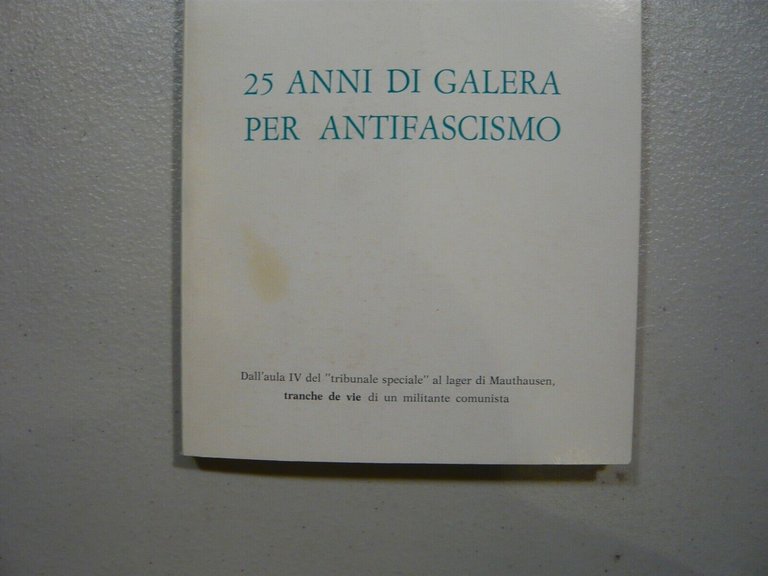 25 ANNI DI GALERA
PER ANTIFASCISMO
Dall'aula IV del "tribunale speciale" al lager di Mauthausen,
tranche de vie di un militante comunista